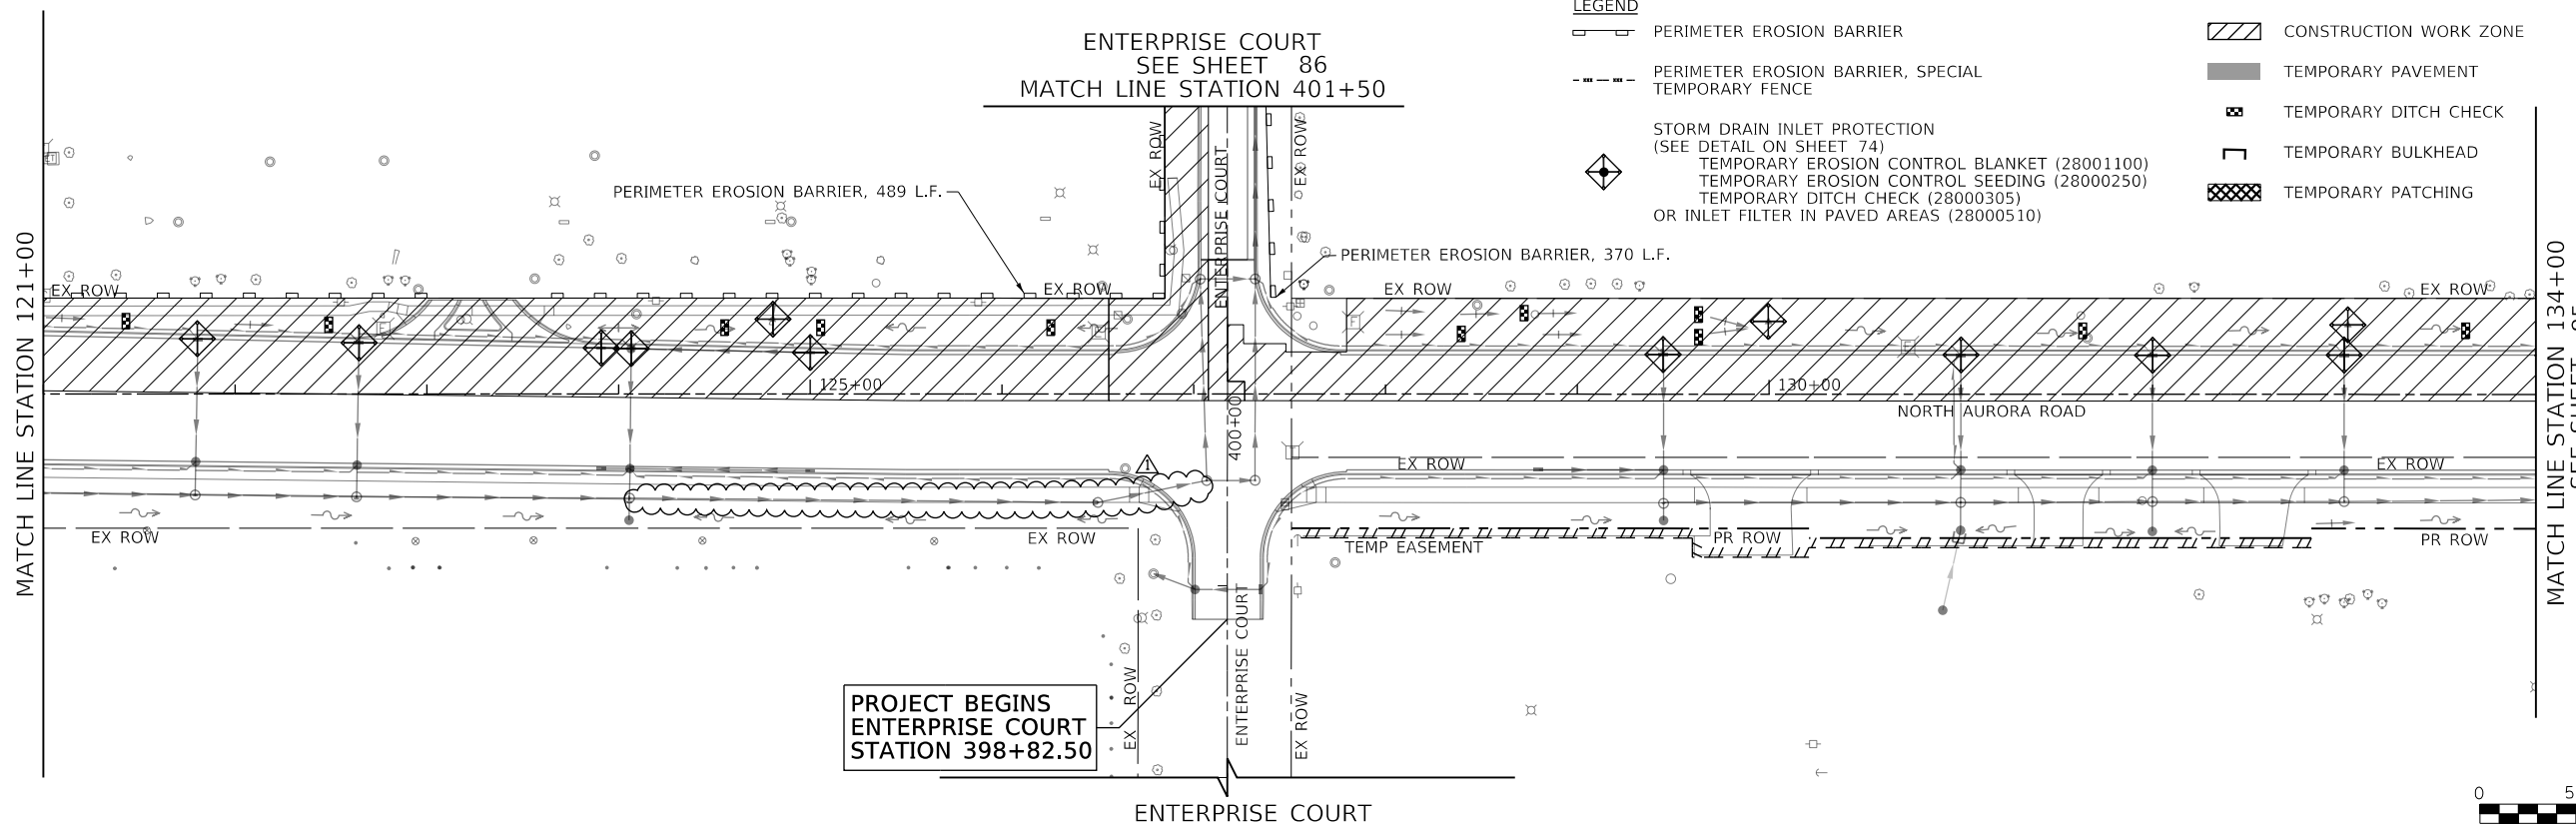 LEGEND
PERIMETER EROSION BARRIER
PERIMETER EROSION BARRIER, SPECIAL
TEMPORARY FENCE
STORM DRAIN INLET PROTECTION
(SEE DETAIL ON SHEET 74)
TEMPORARY EROSION CONTROL BLANKET (28001100)
TEMPORARY EROSION CONTROL SEEDING (28000250)
TEMPORARY DITCH CHECK (28000305)
OR INLET FILTER IN PAVED AREAS (28000510)
CONSTRUCTION WORK ZONE
TEMPORARY PAVEMENT
TEMPORARY DITCH CHECK
TEMPORARY BULKHEAD
TEMPORARY PATCHING
ENTERPRISE COURT
SEE SHEET 86
MATCH LINE STATION 401+50
MATCH LINE STATION 121+00
PERIMETER EROSION BARRIER, 489 L.F.
PERIMETER EROSION BARRIER, 370 L.F.
EX ROW
EX ROW
ENTERPRISE COURT
EX ROW
EX ROW
EX ROW
EX ROW
125+00
130+00
NORTH AURORA ROAD
400+00
1
EX ROW
EX ROW
EX ROW
EX ROW
TEMP EASEMENT
PR ROW
PR ROW
MATCH LINE STATION 134+00
ENTERPRISE COURT
EX ROW
EX ROW
PROJECT BEGINS
ENTERPRISE COURT
STATION 398+82.50
ENTERPRISE COURT
0
5